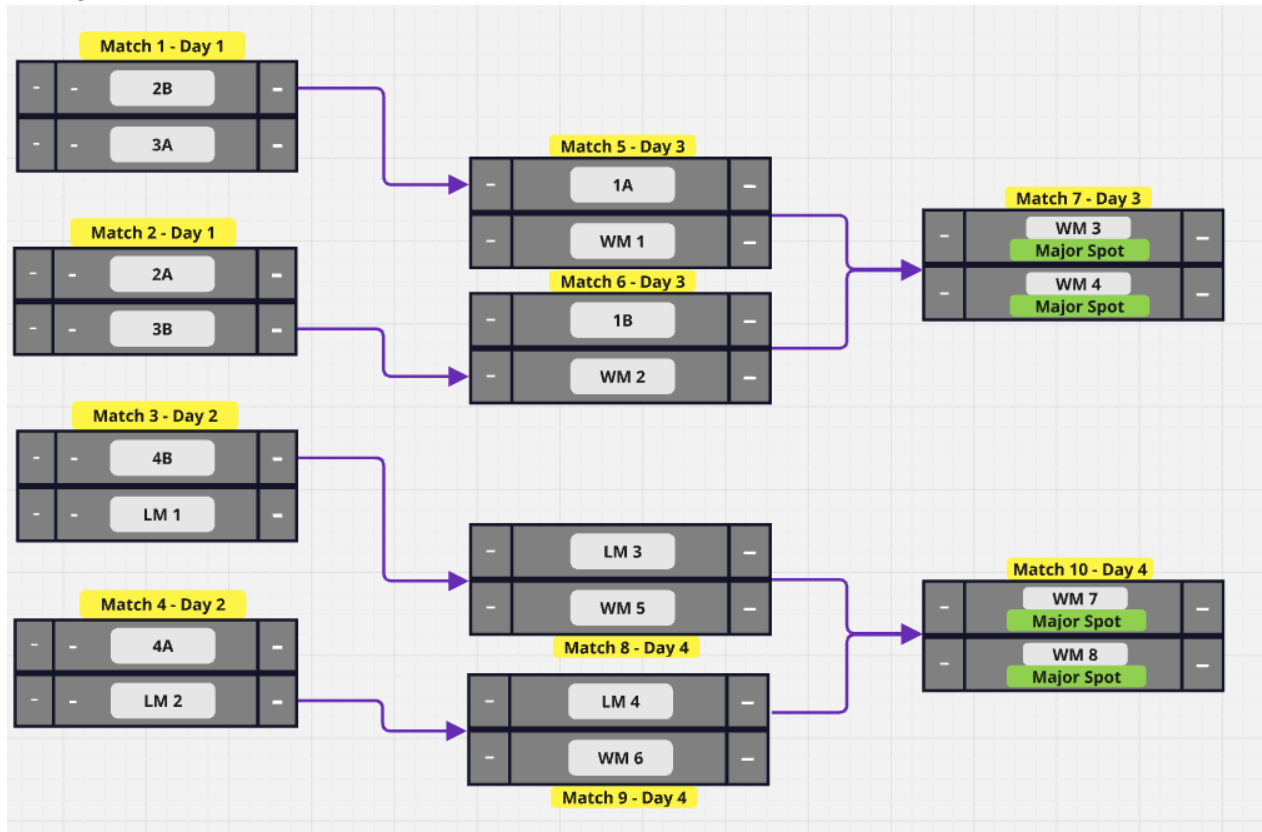 Match 1 - Day 1
- - 2B -
- - 3A -
Match 2 - Day 1
- - 2A -
- - 3B -
Match 3 - Day 2
- - 4B -
- - LM 1 -
Match 4 - Day 2
- - 4A -
- - LM 2 -
Match 5 - Day 3
- 1A -
- WM 1 -
Match 6 - Day 3
- 1B -
- WM 2 -
- LM 3 -
- WM 5 -
Match 8 - Day 4
- LM 4 -
- WM 6 -
Match 9 - Day 4
Match 7 - Day 3
- WM 3 -
Major Spot
- WM 4 -
Major Spot
Match 10 - Day 4
- WM 7 -
Major Spot
- WM 8 -
Major Spot